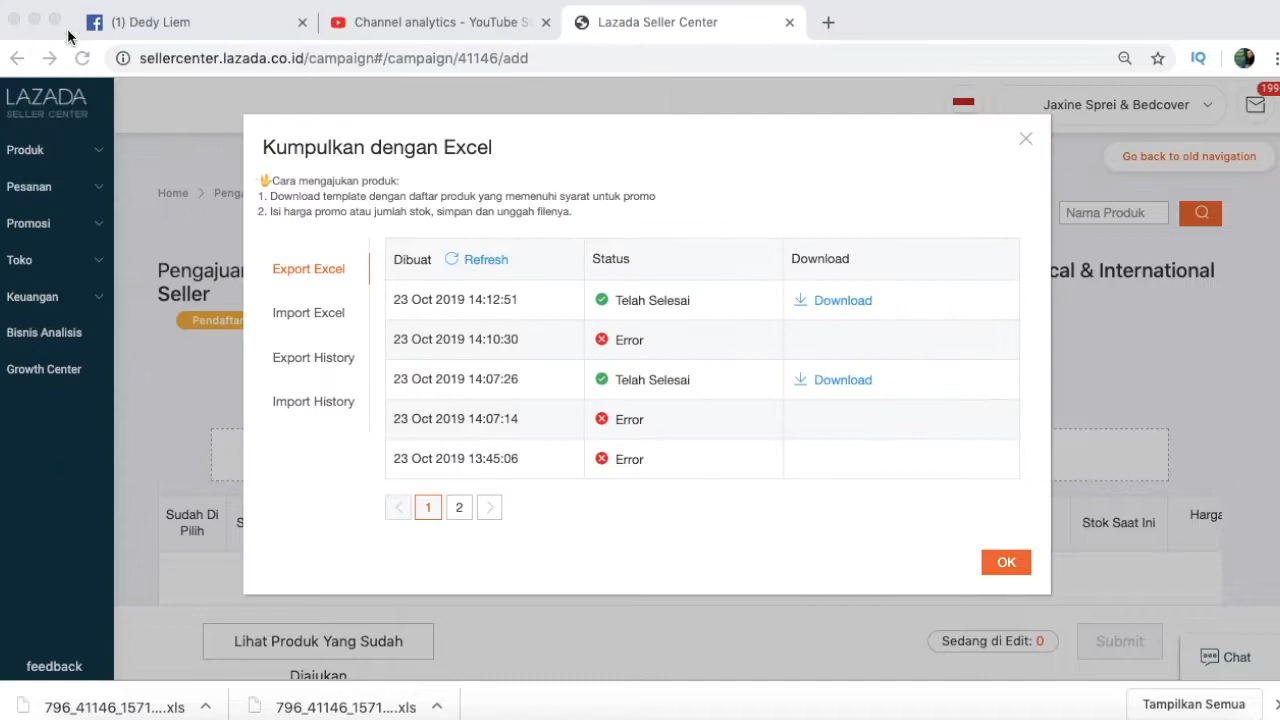 (1) Dedy Liem
Channel analytics - YouTube S
Lazada Seller Center
sellercenter.lazada.co.id/campaign#/campaign/41146/add
IQ
LAZADA
SELLER CENTER
Jaxine Sprei & Bedcover
199
Go back to old navigation
Produk
Pesanan
Promosi
Toko
Keuangan
Bisnis Analisis
Growth Center
feedback
Home > Penga
Nama Produk
Pengajuan
cal & International
Seller
Pendaftar
Kumpulkan dengan Excel
Cara mengajukan produk:
1. Download template dengan daftar produk yang memenuhi syarat untuk promo
2. Isi harga promo atau jumlah stok, simpan dan unggah filenya.
Export Excel
Import Excel
Export History
Import History
Dibuat Refresh Status Download
23 Oct 2019 14:12:51 Telah Selesai Download
23 Oct 2019 14:10:30 Error
23 Oct 2019 14:07:26 Telah Selesai Download
23 Oct 2019 14:07:14 Error
23 Oct 2019 13:45:06 Error
< 1 2 >
OK
Sudah Di
Pilih
S
Stok Saat Ini
Harga
Lihat Produk Yang Sudah
Diajukan
Sedang di Edit: 0
Submit
Chat
796_41146_1571....xls
796_41146_1571....xls
Tampilkan Semua